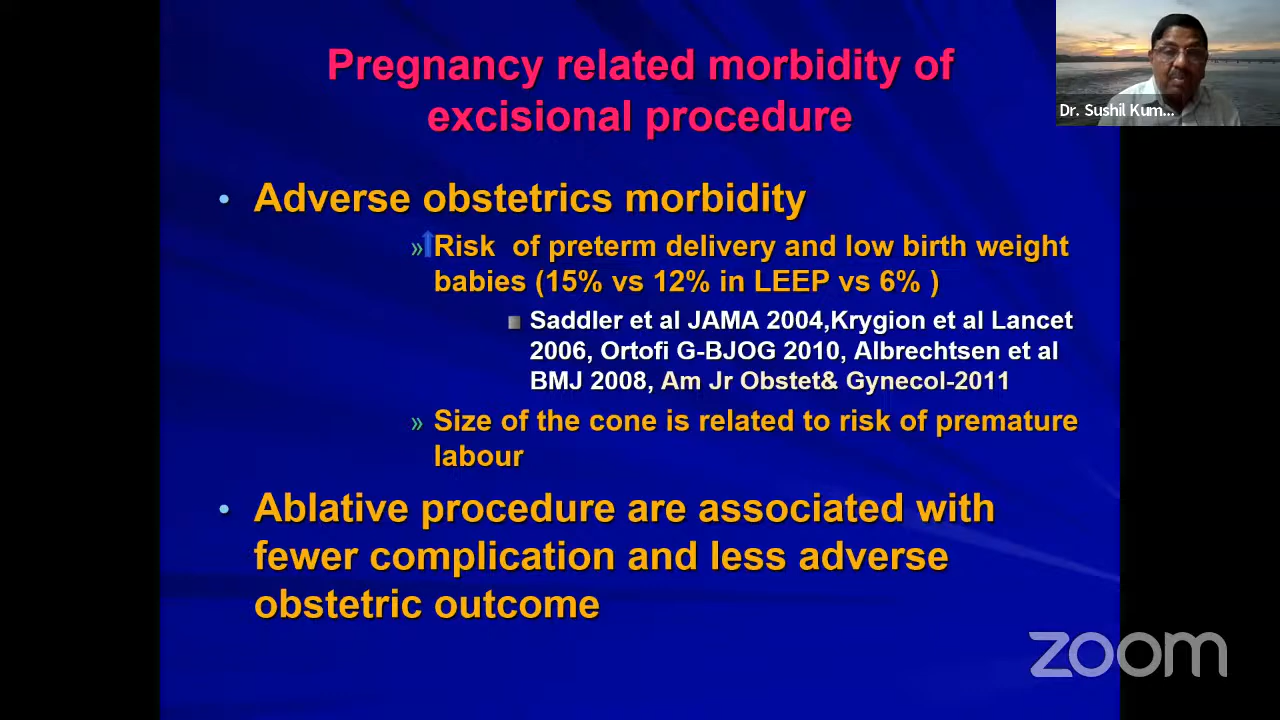 Pregnancy related morbidity of
excisional procedure
Dr. Sushil Kum...
• Adverse obstetrics morbidity
» Risk of preterm delivery and low birth weight
babies (15% vs 12% in LEEP vs 6% )
Saddler et al JAMA 2004,Krygion et al Lancet
2006, Ortofi G-BJOG 2010, Albrechtsen et al
BMJ 2008, Am Jr Obstet& Gynecol-2011
» Size of the cone is related to risk of premature
labour
• Ablative procedure are associated with
fewer complication and less adverse
obstetric outcome
zoom